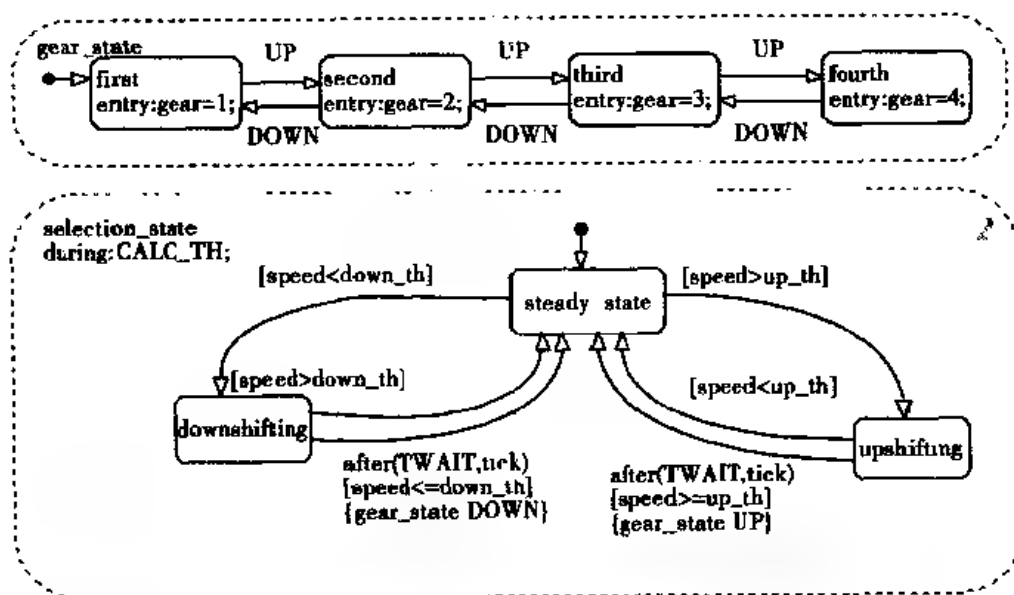 gear_state
UP
UP
UP
first
entry:gear=1;
second
entry:gear=2;
third
entry:gear=3;
fourth
entry:gear=4;
DOWN
DOWN
DOWN
selection_state
during:CALC_TH;
[speed<down_th]
[speed>up_th]
steady state
[speed>down_th]
[speed<up_th]
downshifting
upshifting
after(TWAIT,tick)
[speed<=down_th]
{gear_state DOWN}
after(TWAIT,tick)
[speed>=up_th]
{gear_state UP}